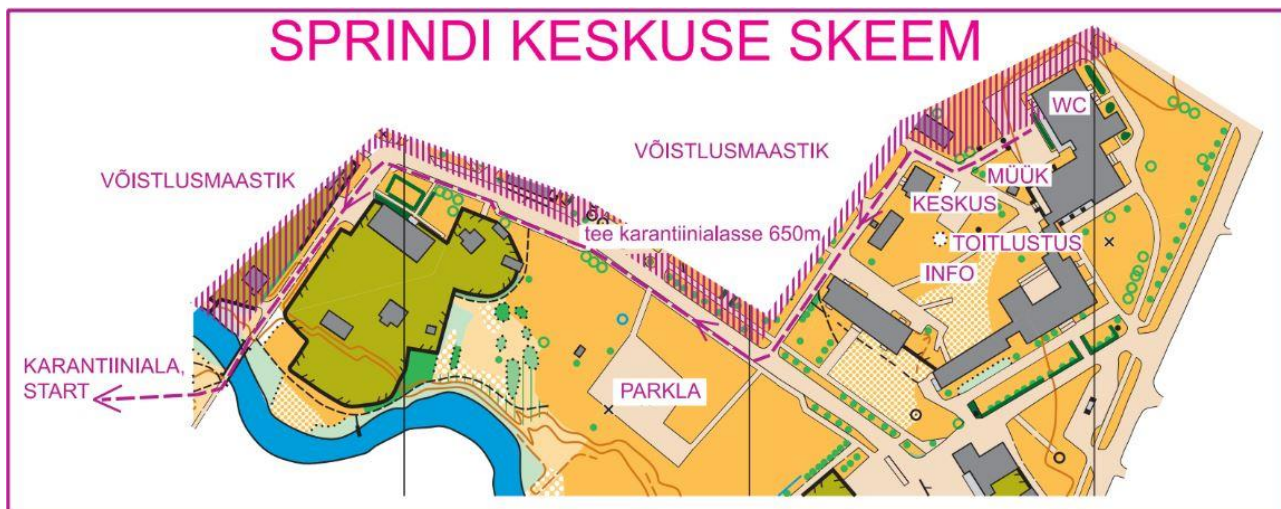 SPRINDI KESKUSE SKEEM
WC
VÕISTLUSMAASTIK
VÕISTLUSMAASTIK
MÜÜK
KESKUS
tee karantiinialasse 650m
TOITLUSTUS
INFO
KARANTIINIALA,
START
PARKLA